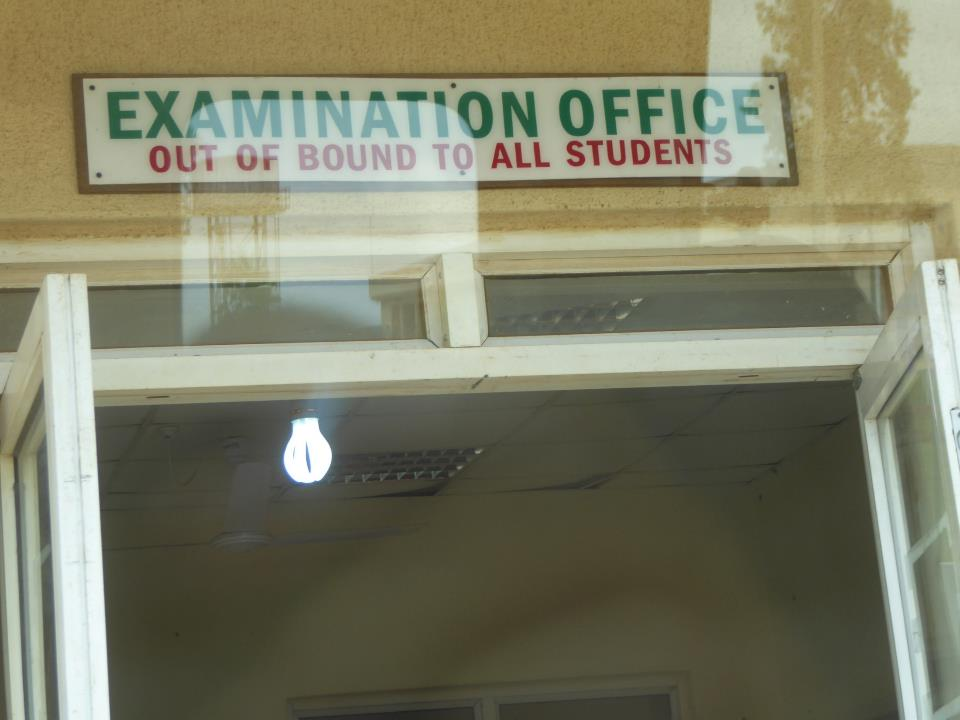 EXAMINATION OFFICE
OUT OF BOUND TO ALL STUDENTS